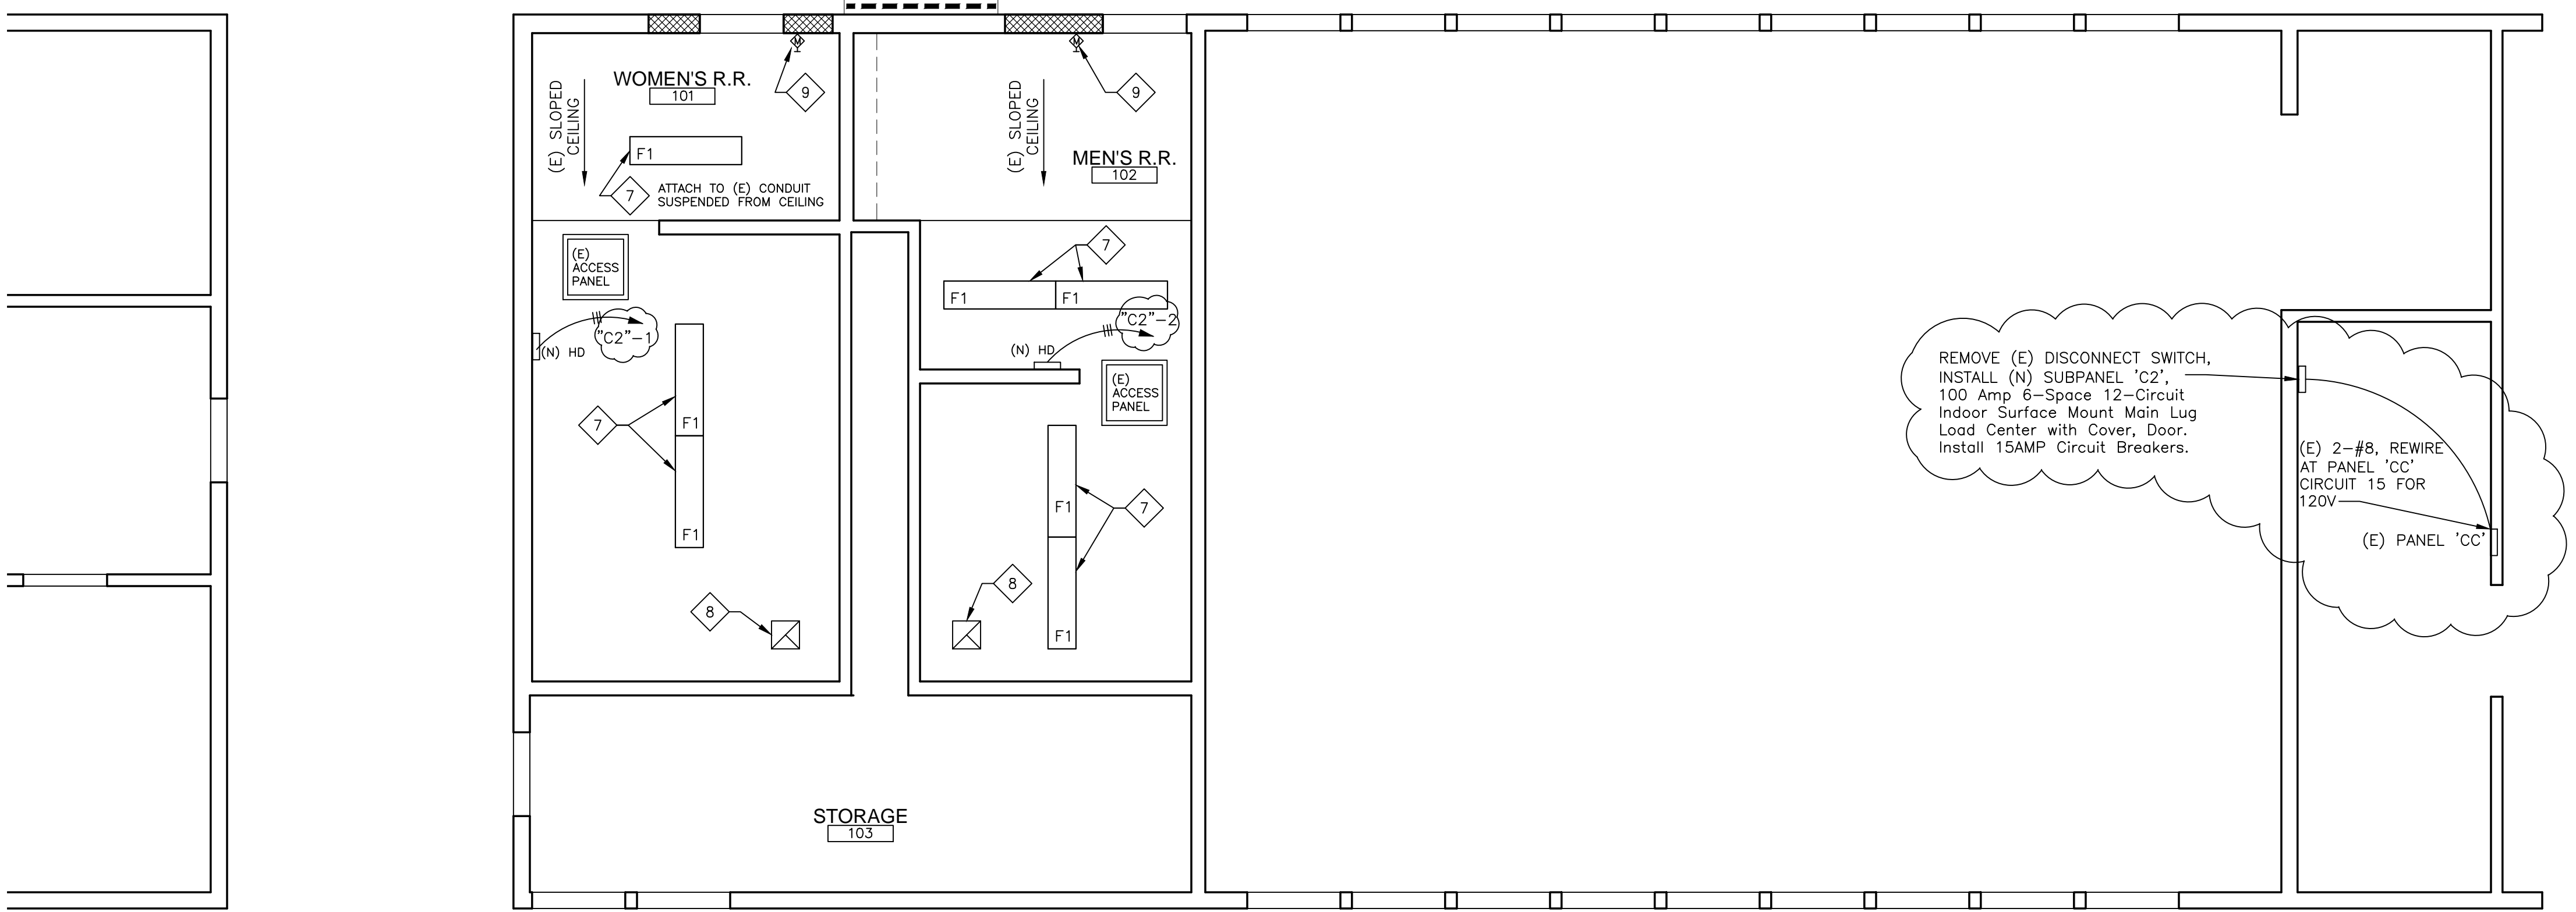 WOMEN'S R.R.
101
(E) SLOPED
CEILING
9
F1
7
ATTACH TO (E) CONDUIT
SUSPENDED FROM CEILING
M
(E) SLOPED
CEILING
M
9
MEN'S R.R.
102
(E)
ACCESS
PANEL
"C2"-1
(N) HD
7
F1
F1
8
7
F1
F1
"C2"-2
(N) HD
(E)
ACCESS
PANEL
F1
7
F1
8
STORAGE
103
REMOVE (E) DISCONNECT SWITCH,
INSTALL (N) SUBPANEL 'C2',
100 Amp 6-Space 12-Circuit
Indoor Surface Mount Main Lug
Load Center with Cover, Door.
Install 15AMP Circuit Breakers.
(E) 2-#8, REWIRE
AT PANEL 'CC'
CIRCUIT 15 FOR
120V
(E) PANEL 'CC'